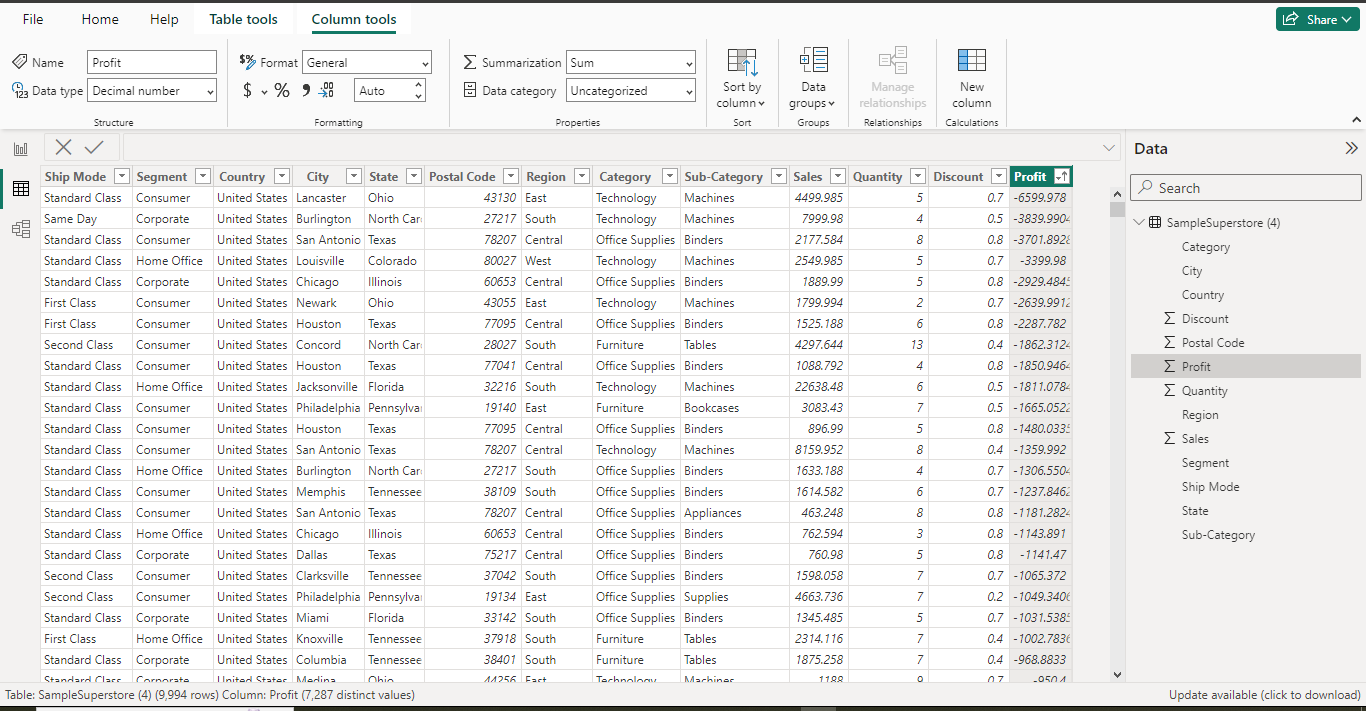 File Home Help Table tools Column tools Share
Name Profit $% Format General Summarization Sum
123 Data type Decimal number $ % Auto Data category Uncategorized
Sort by column Data groups Manage relationships New column
Structure Formatting Properties Sort Groups Relationships Calculations
Data
Search
Ship Mode Segment Country City State Postal Code Region Category Sub-Category Sales Quantity Discount Profit
Standard Class Consumer United States Lancaster Ohio 43130 East Technology Machines 4499.985 5 0.7 -6599.978
Same Day Corporate United States Burlington North Car 27217 South Technology Machines 7999.98 4 0.5 -3839.9904
Standard Class Consumer United States San Antonio Texas 78207 Central Office Supplies Binders 2177.584 8 0.8 -3701.8928
Standard Class Home Office United States Louisville Colorado 80027 West Technology Machines 2549.985 5 0.7 -3399.98
Standard Class Corporate United States Chicago Illinois 60653 Central Office Supplies Binders 1889.99 5 0.8 -2929.4845
First Class Consumer United States Newark Ohio 43055 East Technology Machines 1799.994 2 0.7 -2639.9912
First Class Consumer United States Houston Texas 77095 Central Office Supplies Binders 1525.188 6 0.8 -2287.782
Second Class Consumer United States Concord North Car 28027 South Furniture Tables 4297.644 13 0.4 -1862.3124
Standard Class Consumer United States Houston Texas 77041 Central Office Supplies Binders 1088.792 4 0.8 -1850.9464
Standard Class Home Office United States Jacksonville Florida 32216 South Technology Machines 22638.48 6 0.5 -1811.0784
Standard Class Consumer United States Philadelphia Pennsylva 19140 East Furniture Bookcases 3083.43 7 0.5 -1665.0522
Standard Class Consumer United States Houston Texas 77095 Central Office Supplies Binders 896.99 5 0.8 -1480.0335
Standard Class Consumer United States San Antonio Texas 78207 Central Technology Machines 8159.952 8 0.4 -1359.992
Standard Class Home Office United States Burlington North Car 27217 South Office Supplies Binders 1633.188 4 0.7 -1306.5504
Standard Class Consumer United States Memphis Tennessee 38109 South Office Supplies Binders 1614.582 6 0.7 -1237.8462
Standard Class Consumer United States San Antonio Texas 78207 Central Office Supplies Appliances 463.248 8 0.8 -1181.2824
Standard Class Home Office United States Chicago Illinois 60653 Central Office Supplies Binders 762.594 3 0.8 -1143.891
Standard Class Corporate United States Dallas Texas 75217 Central Office Supplies Binders 760.98 5 0.8 -1141.47
Second Class Consumer United States Clarksville Tennessee 37042 South Office Supplies Binders 1598.058 7 0.7 -1065.372
Second Class Consumer United States Philadelphia Pennsylva 19134 East Office Supplies Supplies 4663.736 7 0.2 -1049.3406
Standard Class Corporate United States Miami Florida 33142 South Office Supplies Binders 1345.485 5 0.7 -1031.5385
First Class Home Office United States Knoxville Tennessee 37918 South Furniture Tables 2314.116 7 0.4 -1002.7836
Standard Class Corporate United States Columbia Tennessee 38401 South Furniture Tables 1875.258 7 0.4 -968.8833
Standard Class Corporate United States Medina Ohio 44256 East Technology Machines 1188 9 0.7 -950.4
SampleSuperstore (4)
Category
City
Country
Discount
Postal Code
Profit
Quantity
Region
Sales
Segment
Ship Mode
State
Sub-Category
Table: SampleSuperstore (4) (9,994 rows) Column: Profit (7,287 distinct values) Update available (click to download)